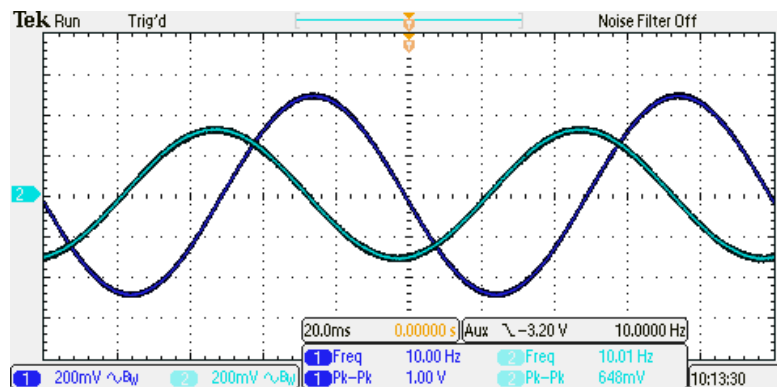 Tek Run Trig'd Noise Filter Off
T
T
2
20.0ms 0.00000 s Aux \ -3.20 V 10.0000 Hz
1 Freq 10.00 Hz 2 Freq 10.01 Hz
1 Pk-Pk 1.00 V 2 Pk-Pk 648mV
1 200mV ∿BW 2 200mV ∿BW 10:13:30